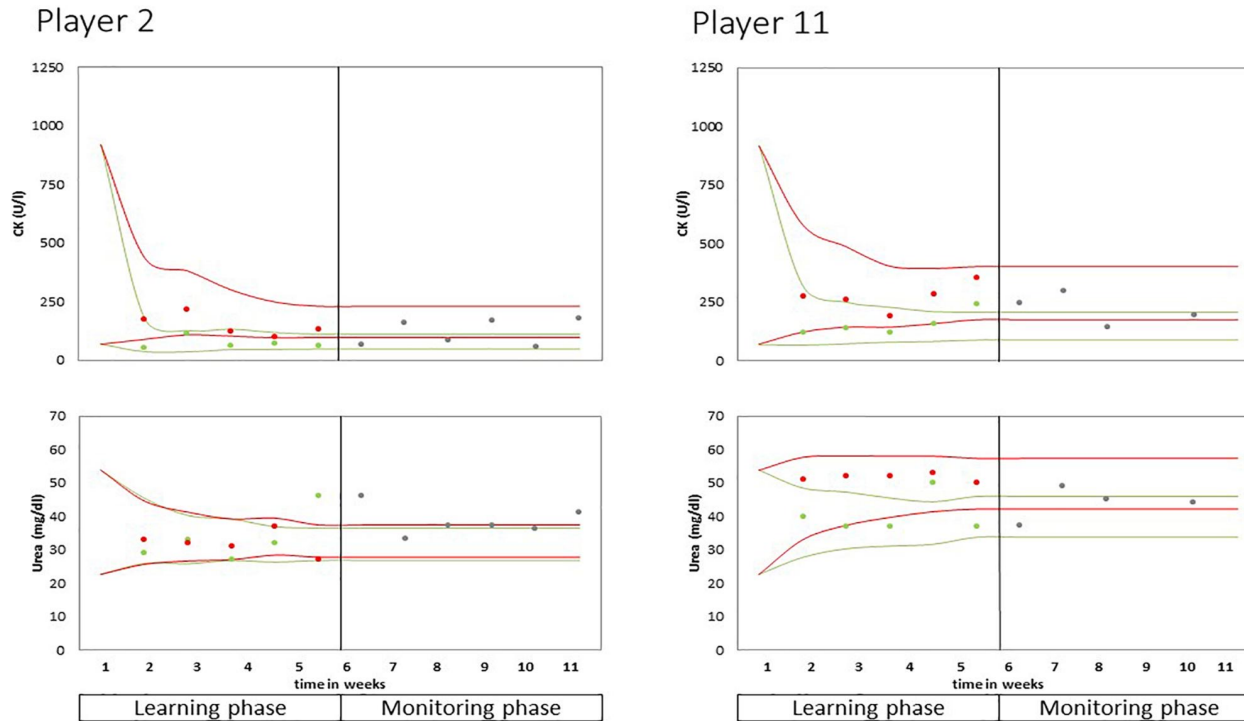 Player 2
Player 11
1250
1000
750
500
250
0
CK (U/l)
1250
1000
750
500
250
0
CK (U/l)
70
60
50
40
30
20
10
0
Urea (mg/dl)
1 2 3 4 5 6 7 8 9 10 11
time in weeks
Learning phase Monitoring phase
70
60
50
40
30
20
10
0
Urea (mg/dl)
1 2 3 4 5 6 7 8 9 10 11
time in weeks
Learning phase Monitoring phase